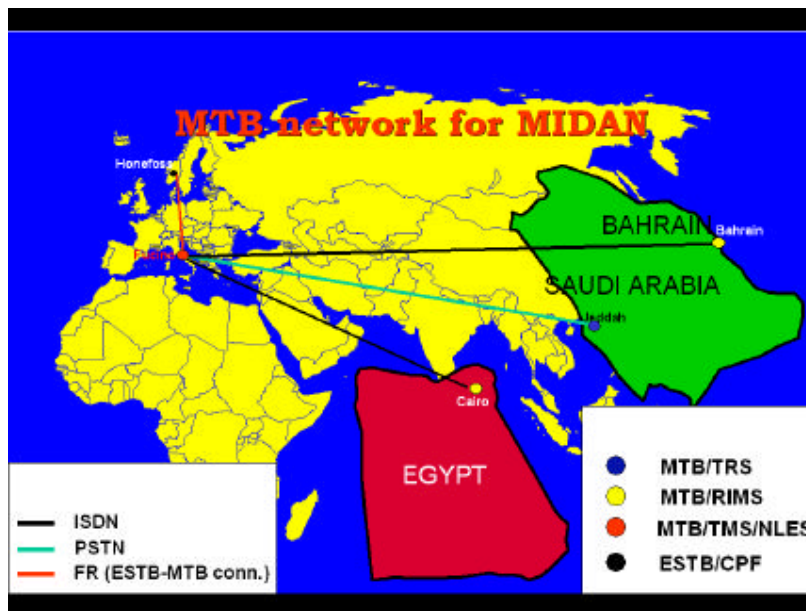 MTB network for MIDAN
Honefoss
BAHRAIN
Bahrain
Fucino
SAUDI ARABIA
Jeddah
Cairo
EGYPT
ISDN
PSTN
FR (ESTB-MTB conn.)
MTB/TRS
MTB/RIMS
MTB/TMS/NLES
ESTB/CPF